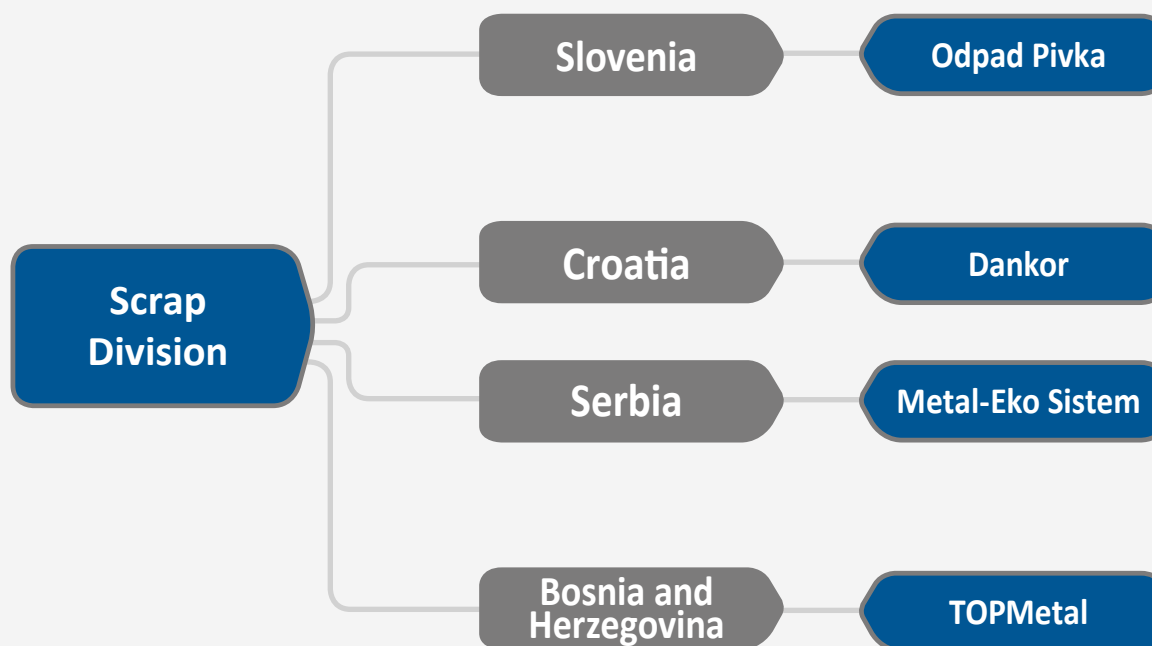 Slovenia
Odpad Pivka
Croatia
Dankor
Scrap
Division
Serbia
Metal-Eko Sistem
Bosnia and
Herzegovina
TOPMetal